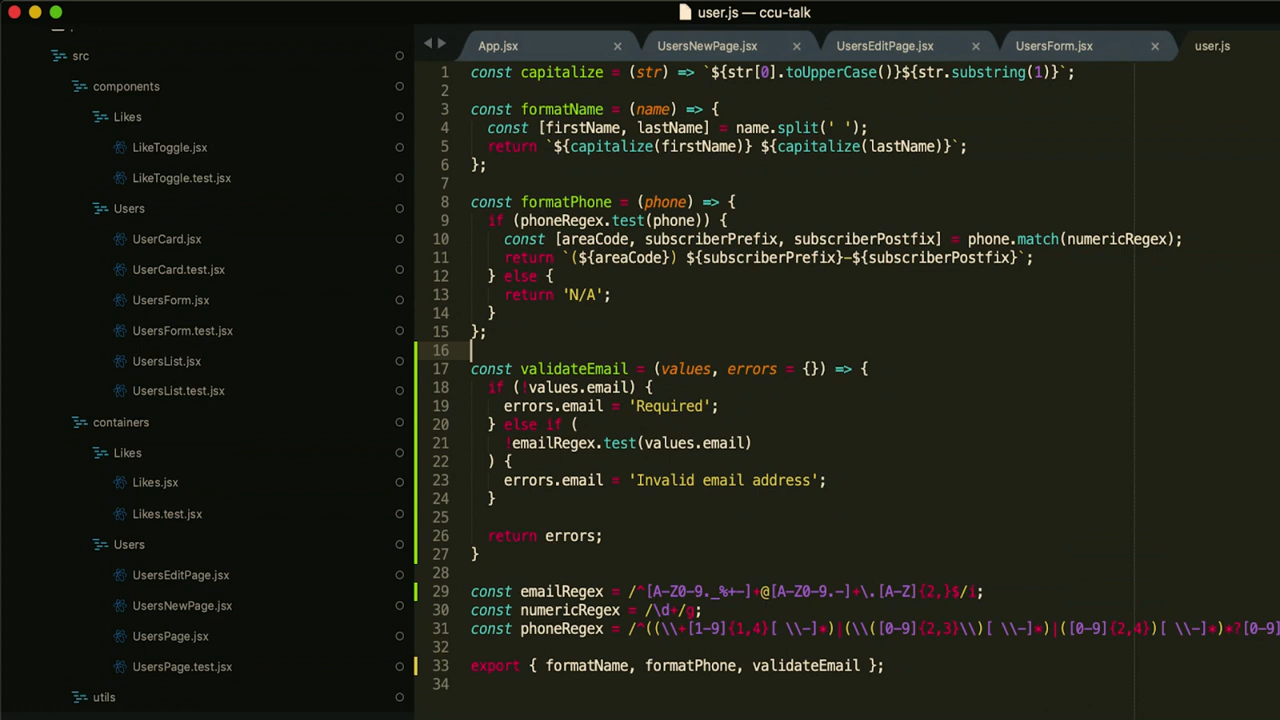 user.js — ccu-talk
App.jsx
UsersNewPage.jsx
UsersEditPage.jsx
UsersForm.jsx
user.js
src
components
Likes
LikeToggle.jsx
LikeToggle.test.jsx
Users
UserCard.jsx
UserCard.test.jsx
UsersForm.jsx
UsersForm.test.jsx
UsersList.jsx
UsersList.test.jsx
containers
Likes
Likes.jsx
Likes.test.jsx
Users
UsersEditPage.jsx
UsersNewPage.jsx
UsersPage.jsx
UsersPage.test.jsx
utils
1 const capitalize = (str) => `${str[0].toUpperCase()}${str.substring(1)}`;
2
3 const formatName = (name) => {
4   const [firstName, lastName] = name.split(' ');
5   return `${capitalize(firstName)} ${capitalize(lastName)}`;
6 };
7
8 const formatPhone = (phone) => {
9   if (phoneRegex.test(phone)) {
10     const [areaCode, subscriberPrefix, subscriberPostfix] = phone.match(numericRegex);
11     return `(${areaCode}) ${subscriberPrefix}-${subscriberPostfix}`;
12   } else {
13     return 'N/A';
14   }
15 };
16
17 const validateEmail = (values, errors = {}) => {
18   if (!values.email) {
19     errors.email = 'Required';
20   } else if (
21     !emailRegex.test(values.email)
22   ) {
23     errors.email = 'Invalid email address';
24   }
25
26   return errors;
27 }
28
29 const emailRegex = /^[A-Z0-9._%+-]+@[A-Z0-9.-]+\.[A-Z]{2,}$/i;
30 const numericRegex = /\d+/g;
31 const phoneRegex = /^((\\+[1-9]{1,4}[ \\-]*)|(\\([0-9]{2,3}\\)[ \\-]*)|([0-9]{2,4})[ \\-]*)*?[0-9]
32
33 export { formatName, formatPhone, validateEmail };
34